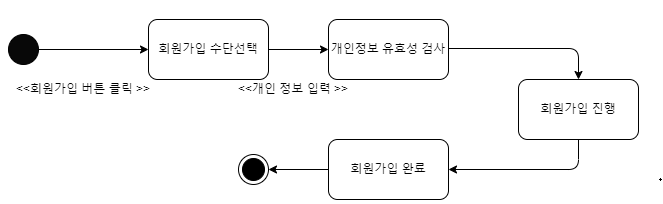 회원가입 수단선택
개인정보 유효성 검사
<<회원가입 버튼 클릭 >>
<<개인 정보 입력 >>
회원가입 진행
회원가입 완료